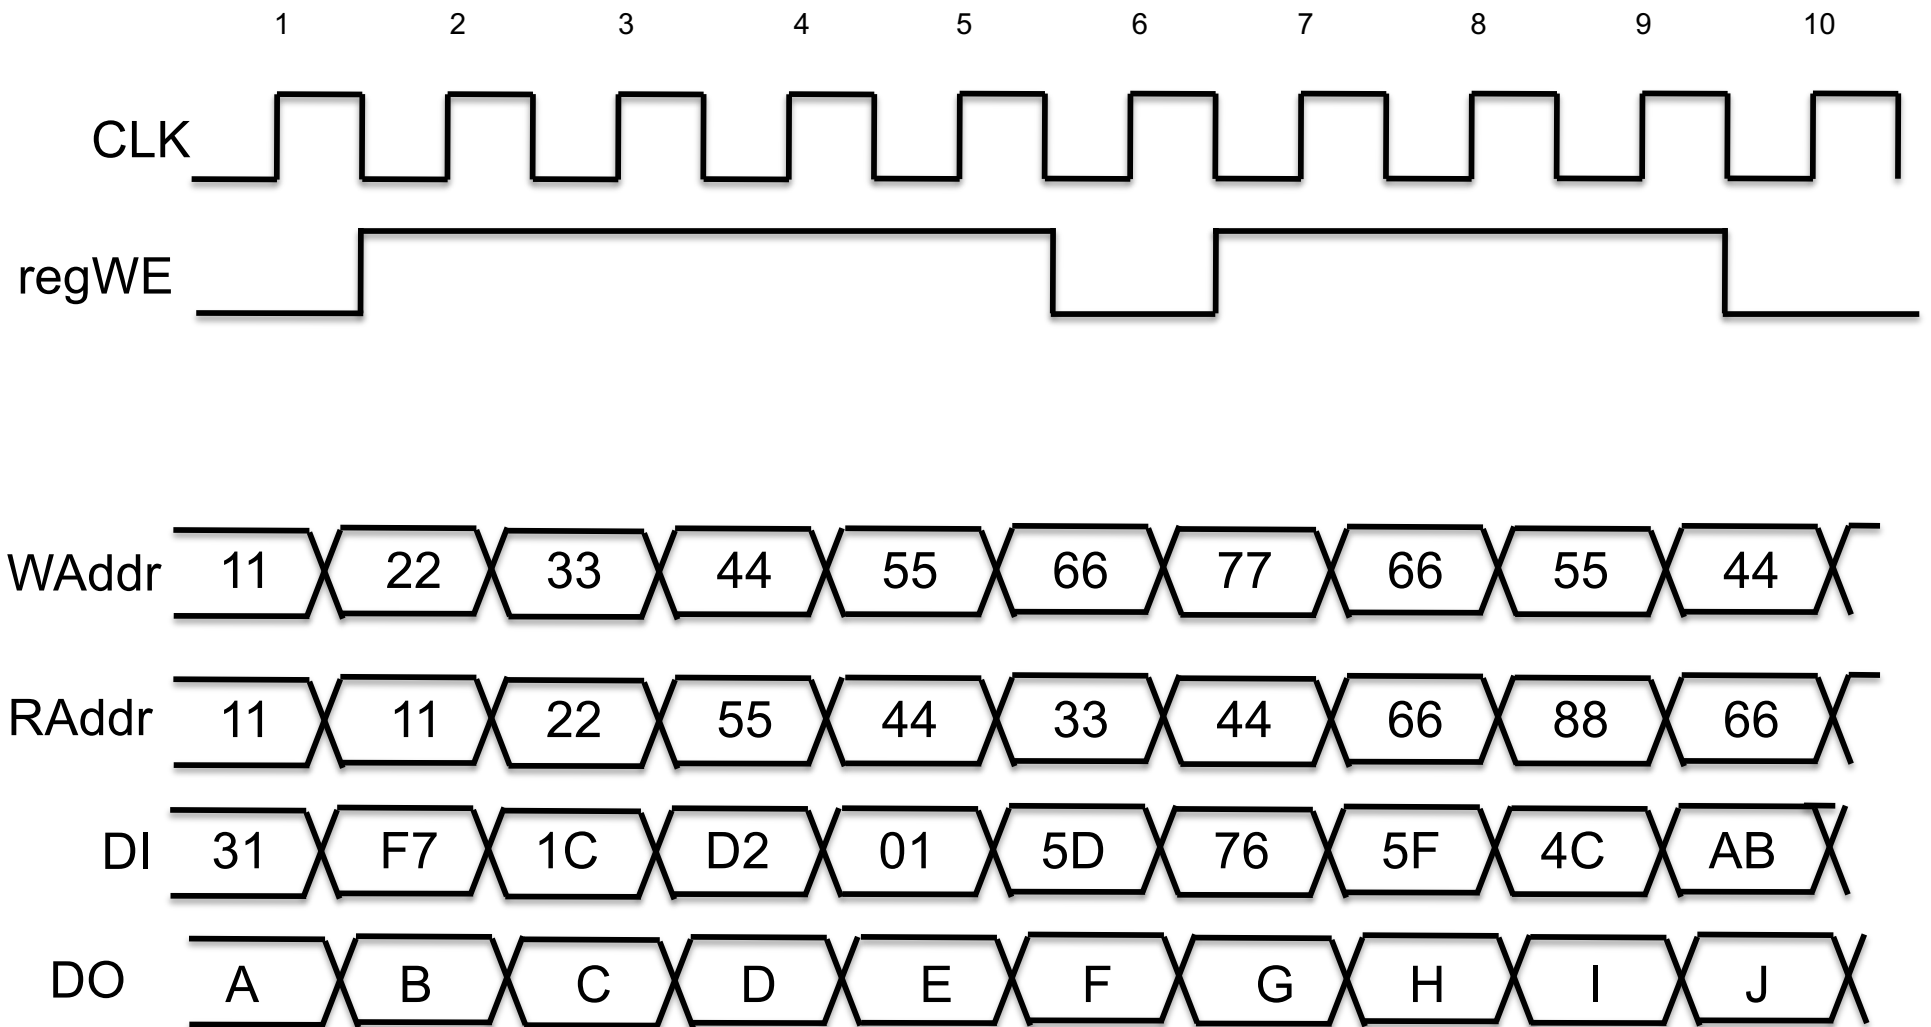 1 2 3 4 5 6 7 8 9 10
CLK
regWE
WAddr 11 22 33 44 55 66 77 66 55 44
RAddr 11 11 22 55 44 33 44 66 88 66
DI 31 F7 1C D2 01 5D 76 5F 4C AB
DO A B C D E F G H I J